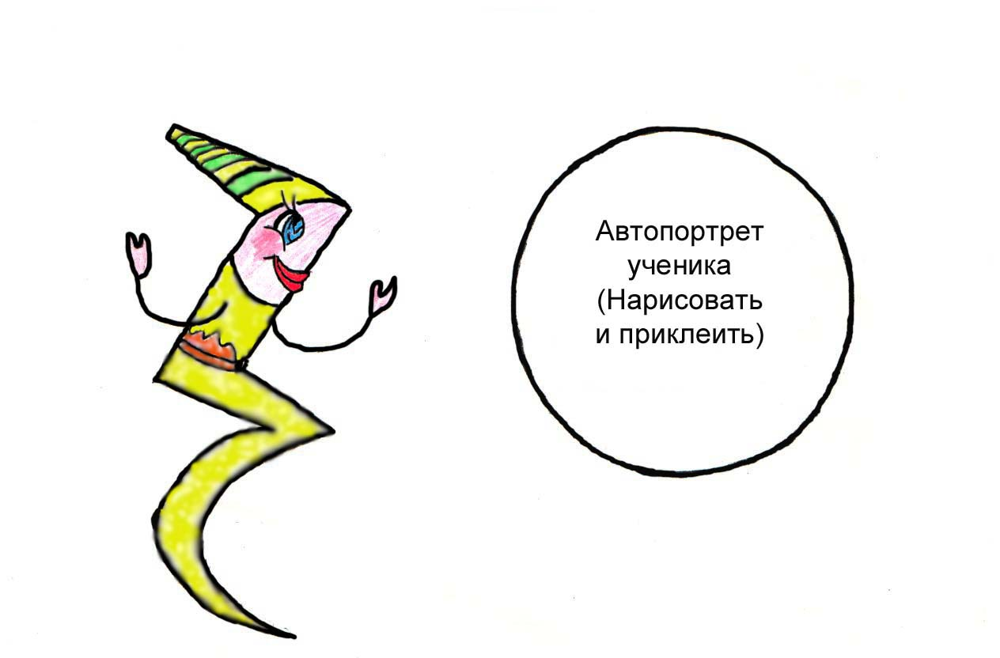 Автопортрет
ученика
(Нарисовать
и приклеить)